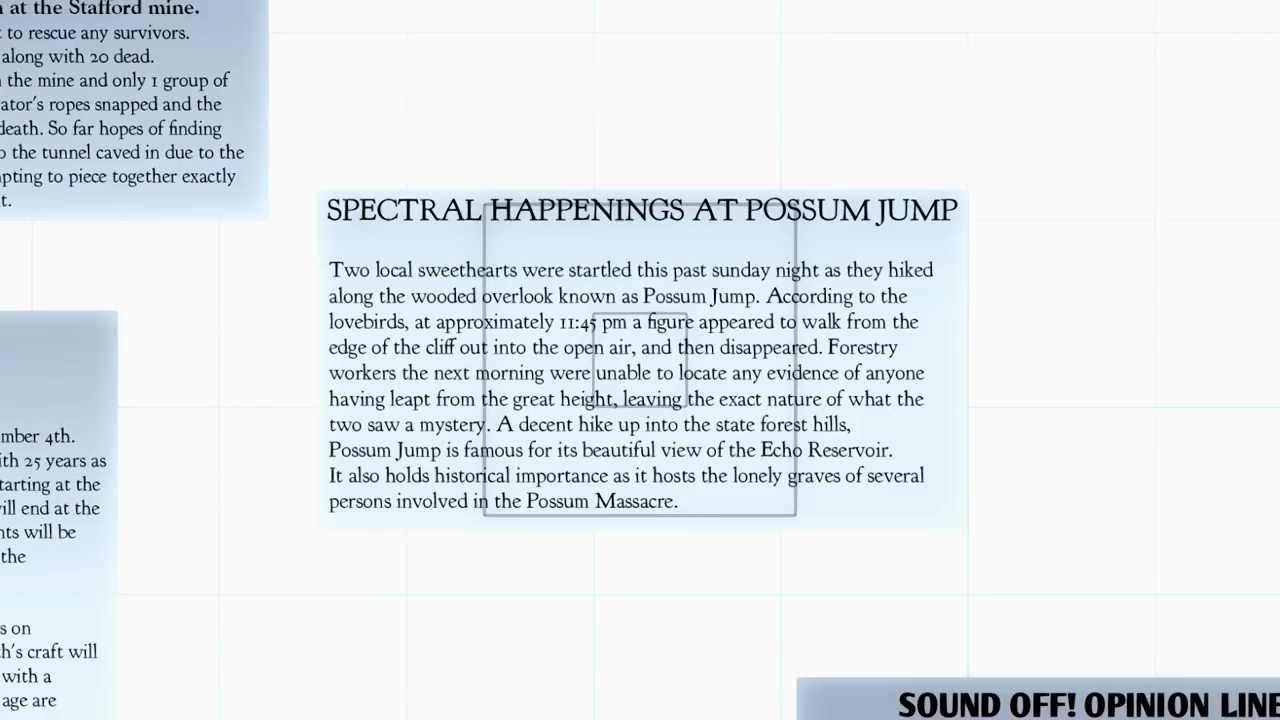 at the Stafford mine.
to rescue any survivors.
along with 20 dead.
the mine and only 1 group of
ator's ropes snapped and the
death. So far hopes of finding
the tunnel caved in due to the
pting to piece together exactly
t.
SPECTRAL HAPPENINGS AT POSSUM JUMP
Two local sweethearts were startled this past sunday night as they hiked
along the wooded overlook known as Possum Jump. According to the
lovebirds, at approximately 11:45 pm a figure appeared to walk from the
edge of the cliff out into the open air, and then disappeared. Forestry
workers the next morning were unable to locate any evidence of anyone
having leapt from the great height, leaving the exact nature of what the
two saw a mystery. A decent hike up into the state forest hills,
Possum Jump is famous for its beautiful view of the Echo Reservoir.
It also holds historical importance as it hosts the lonely graves of several
persons involved in the Possum Massacre.
mber 4th.
ith 25 years as
tarting at the
ill end at the
nts will be
the
s on
h's craft will
with a
age are
SOUND OFF! OPINION LINE